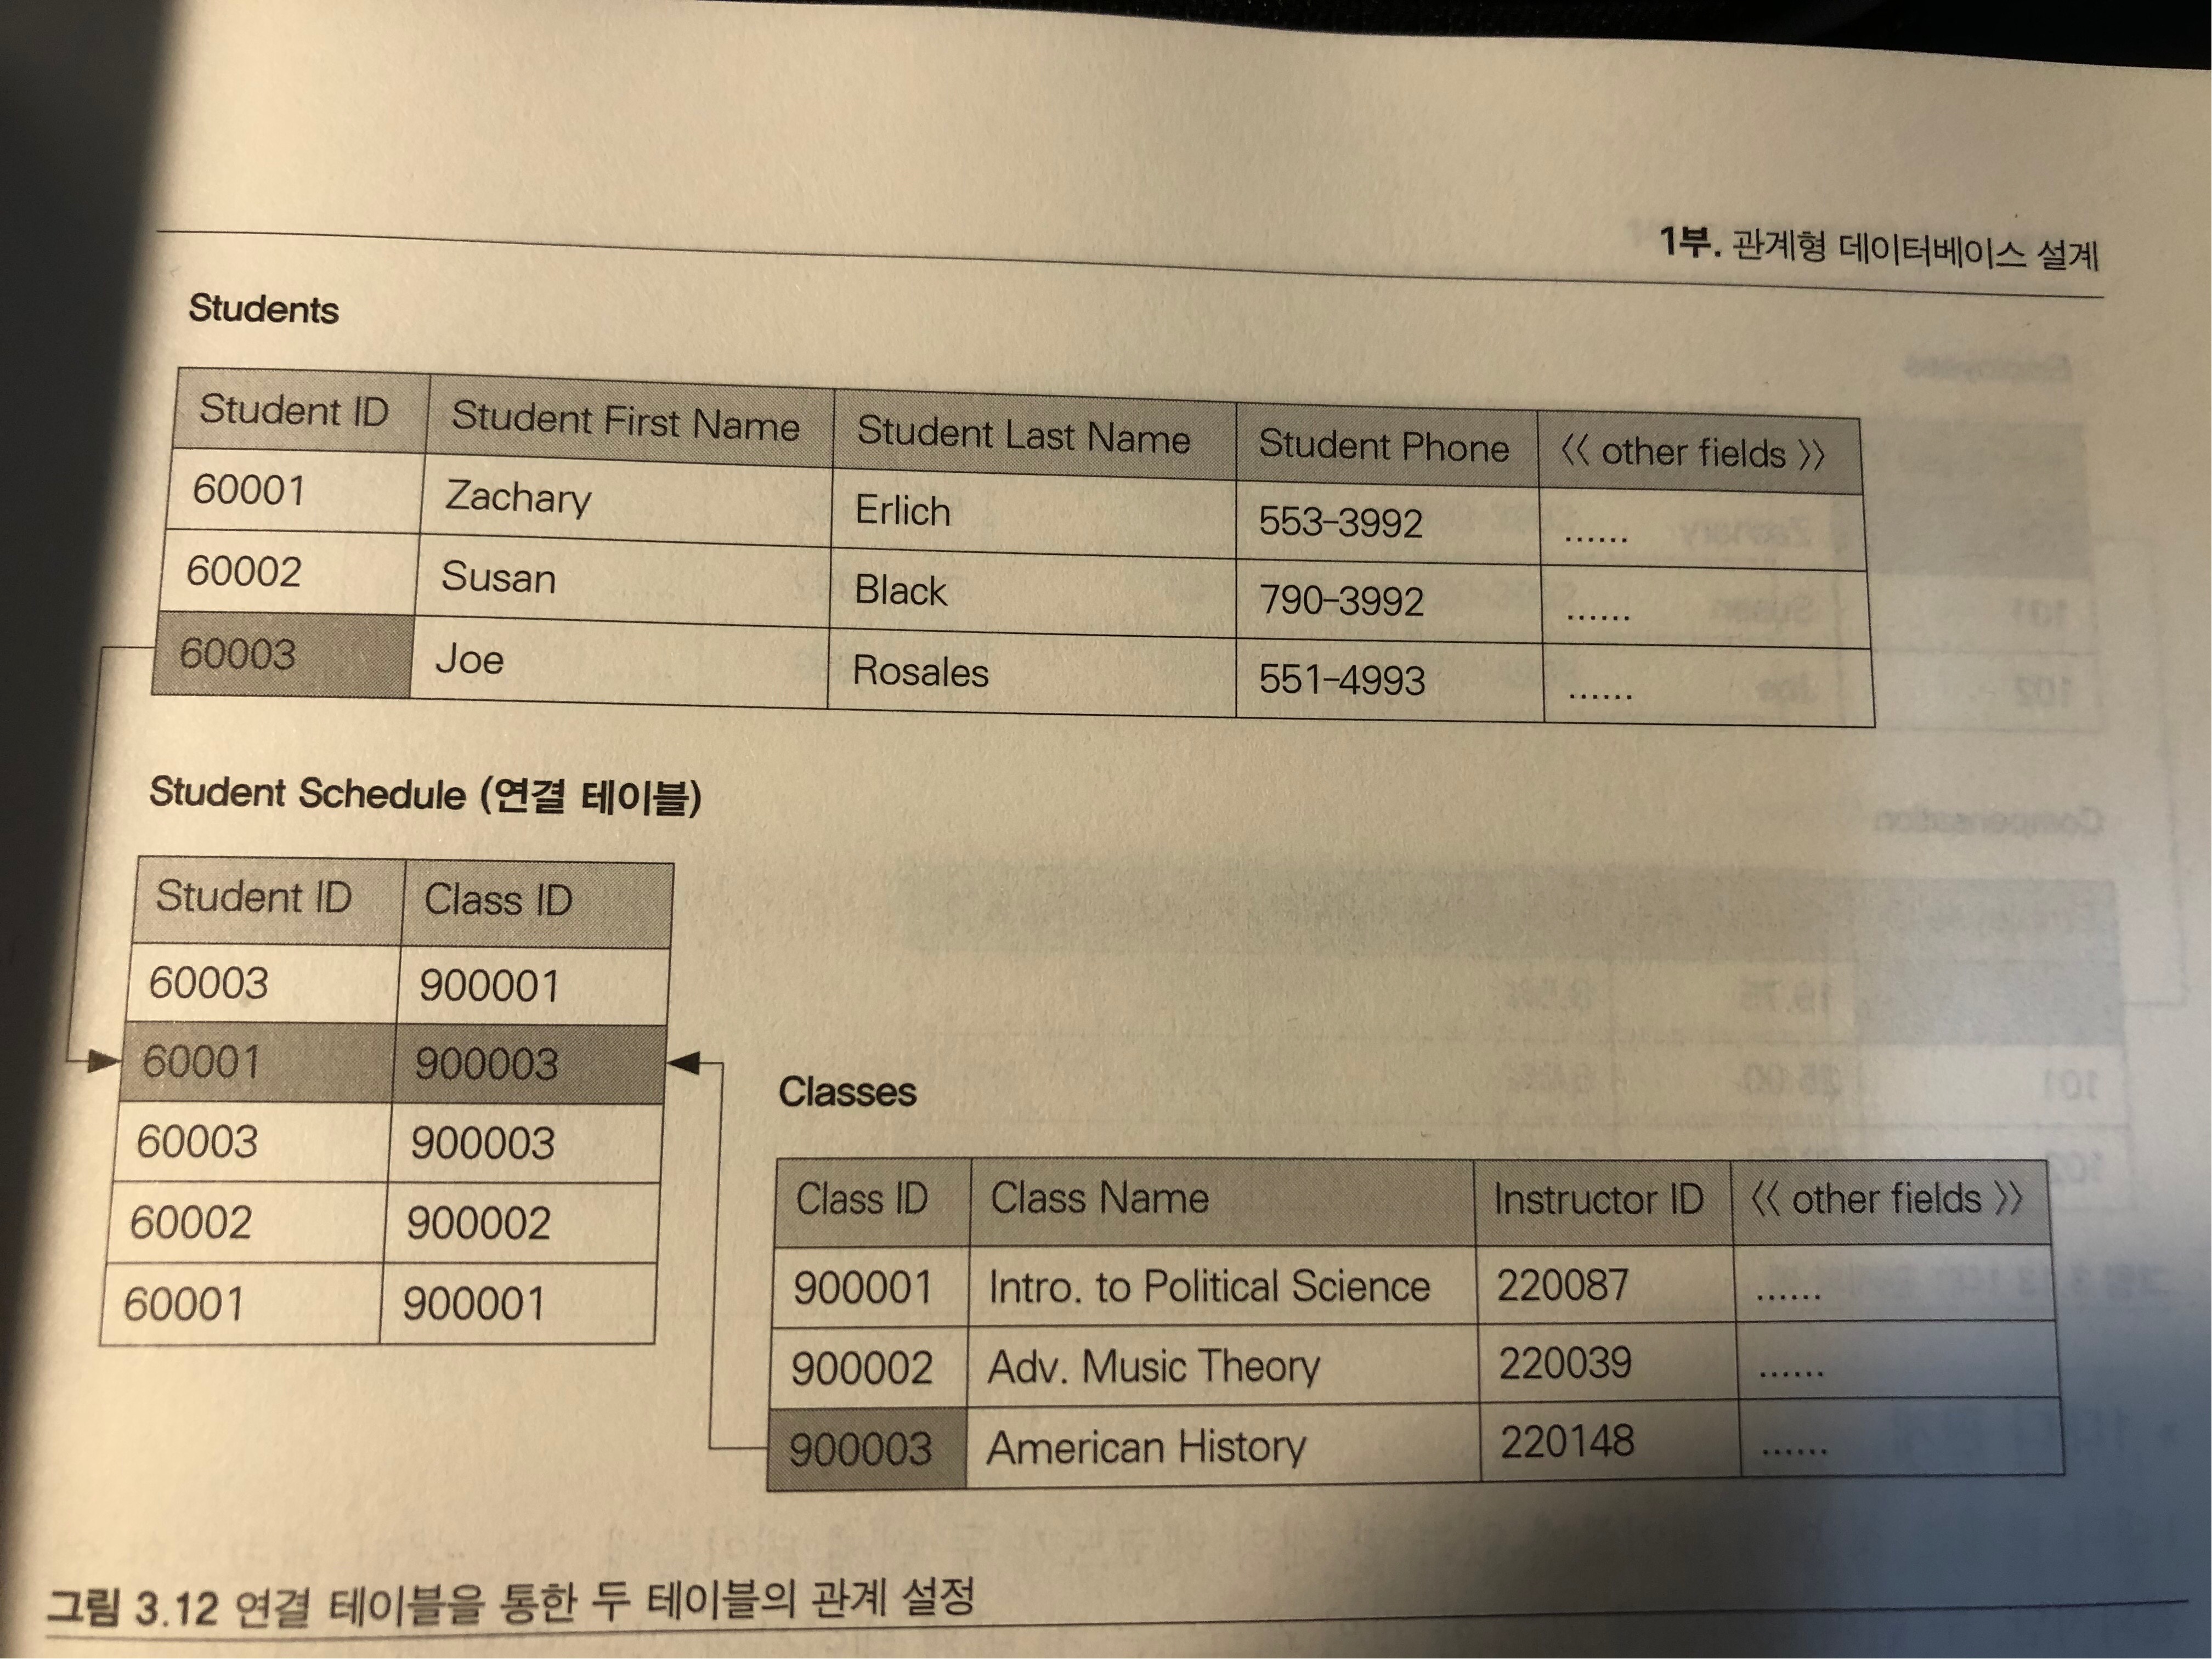 1부. 관계형 데이터베이스 설계
Students
Student ID Student First Name Student Last Name Student Phone 《 other fields 》
60001 Zachary Erlich 553-3992 ......
60002 Susan Black 790-3992 ......
60003 Joe Rosales 551-4993 ......
Student Schedule (연결 테이블)
Student ID Class ID
60003 900001
60001 900003
60003 900003
60002 900002
60001 900001
Classes
Class ID Class Name Instructor ID 《 other fields 》
900001 Intro. to Political Science 220087 ......
900002 Adv. Music Theory 220039 ......
900003 American History 220148 ......
그림 3.12 연결 테이블을 통한 두 테이블의 관계 설정